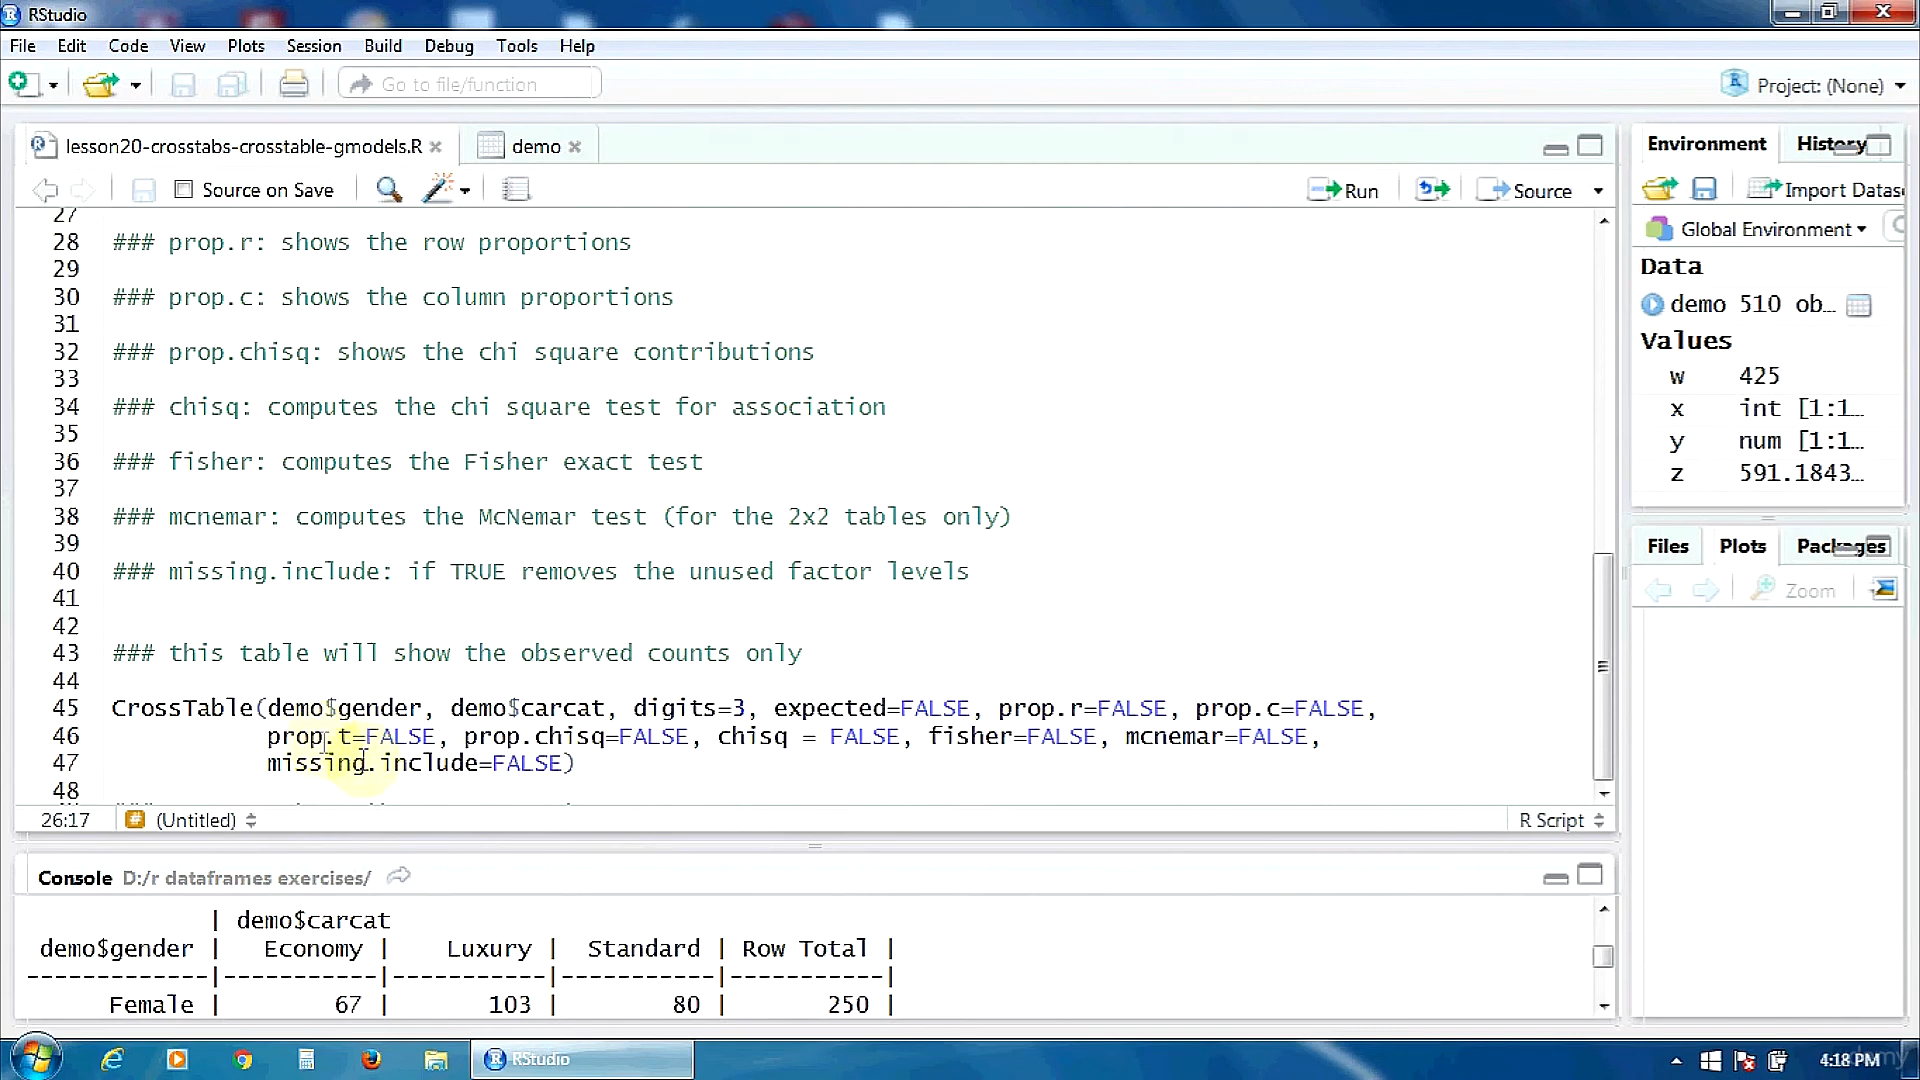 RStudio
File Edit Code View Plots Session Build Debug Tools Help
Go to file/function
Project: (None)
lesson20-crosstabs-crosstable-gmodels.R
demo
Source on Save
Run
Source
27
28 ### prop.r: shows the row proportions
29
30 ### prop.c: shows the column proportions
31
32 ### prop.chisq: shows the chi square contributions
33
34 ### chisq: computes the chi square test for association
35
36 ### fisher: computes the Fisher exact test
37
38 ### mcnemar: computes the McNemar test (for the 2x2 tables only)
39
40 ### missing.include: if TRUE removes the unused factor levels
41
42
43 ### this table will show the observed counts only
44
45 CrossTable(demo$gender, demo$carcat, digits=3, expected=FALSE, prop.r=FALSE, prop.c=FALSE,
46 prop.t=FALSE, prop.chisq=FALSE, chisq = FALSE, fisher=FALSE, mcnemar=FALSE,
47 missing.include=FALSE)
48
26:17 (Untitled) R Script
Console D:/r dataframes exercises/
| demo$carcat
demo$gender | Economy | Luxury | Standard | Row Total |
-------------|-----------|-----------|-----------|-----------|
Female | 67 | 103 | 80 | 250 |
Environment History
Import Datas
Global Environment
Data
demo 510 ob…
Values
w 425
x int [1:1…
y num [1:1…
z 591.1843…
Files Plots Packages
Zoom
RStudio
4:18 PM